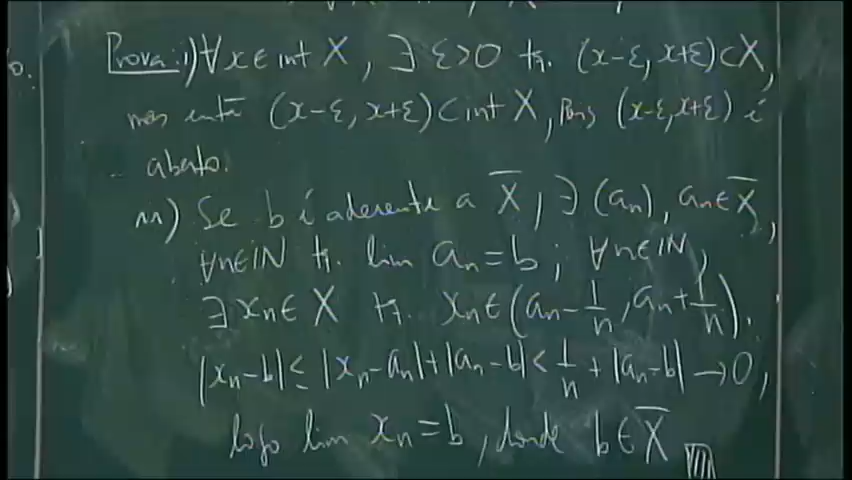 Prova: i) ∀x ∈ int X, ∃ ε>0 t.q. (x-ε, x+ε) ⊂ X,
mas então (x-ε, x+ε) ⊂ int X, pois (x-ε, x+ε) é
aberto.
ii) Se b é aderente a X̅, ∃ (aₙ), aₙ ∈ X̅,
∀n∈ℕ t.q. lim aₙ = b; ∀n∈ℕ,
∃ xₙ ∈ X t.q. xₙ ∈ (aₙ - 1/n, aₙ + 1/n).
|xₙ-b| ≤ |xₙ-aₙ| + |aₙ-b| < 1/n + |aₙ-b| → 0,
logo lim xₙ = b, donde b ∈ X̅